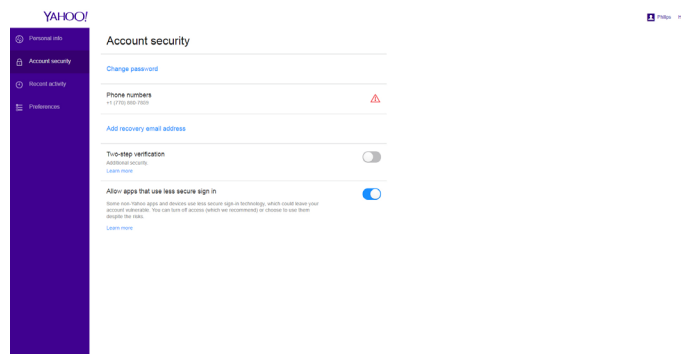 YAHOO!
Philips
Personal info
Account security
Recent activity
Preferences
Account security
Change password
Phone numbers
Add recovery email address
Two-step verification
Additional security
Learn more
Allow apps that use less secure sign in
Some non-Yahoo apps and devices use less secure sign-in technology, which could leave your
account vulnerable. You can turn off access (which we recommend) or choose to use them
despite the risks.
Learn more